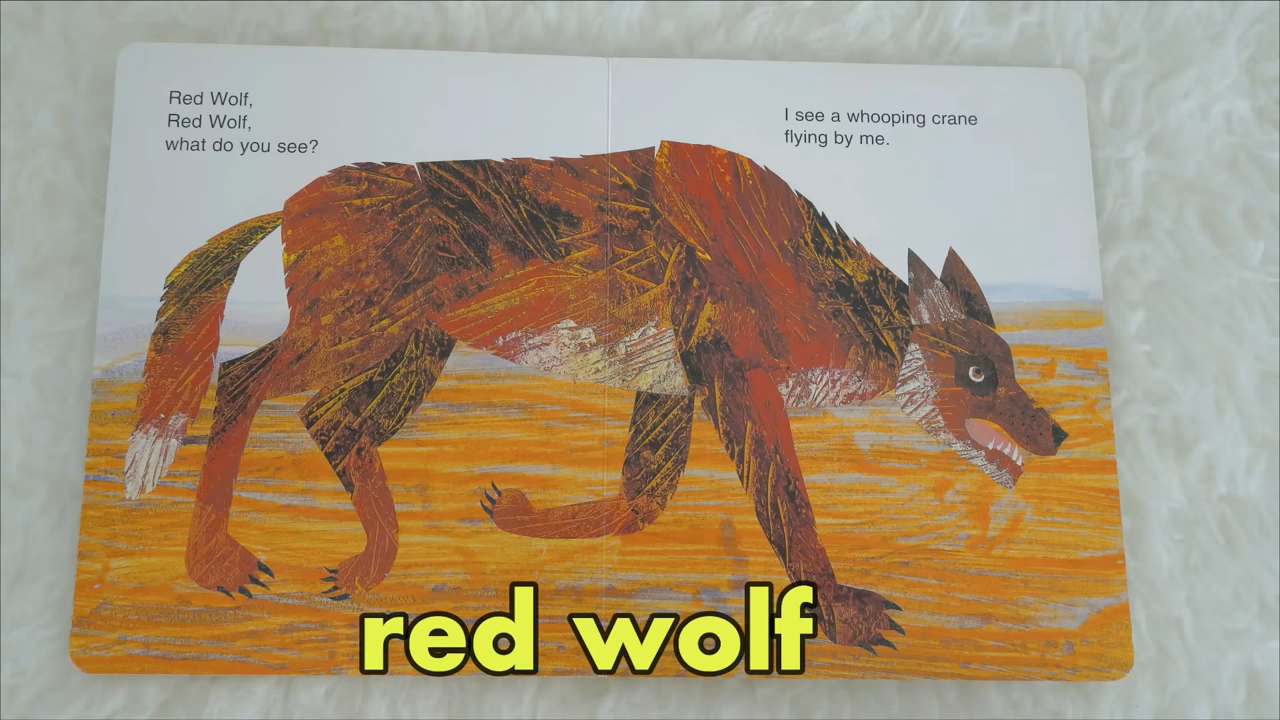 Red Wolf,
Red Wolf,
what do you see?
I see a whooping crane
flying by me.
red wolf